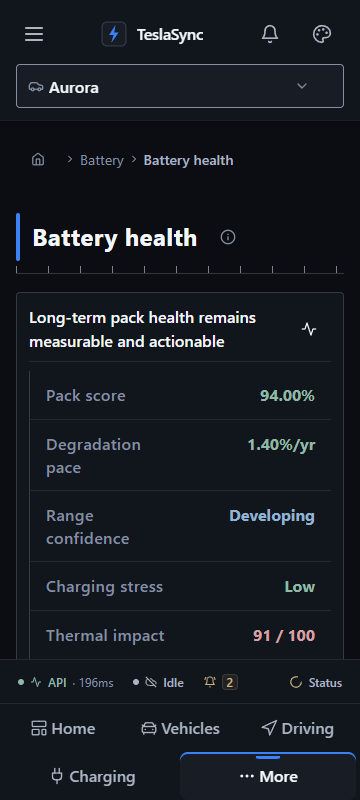 TeslaSync
Aurora
Battery
Battery health
Battery health
Long-term pack health remains
measurable and actionable
Pack score 94.00%
Degradation pace 1.40%/yr
Range confidence Developing
Charging stress Low
Thermal impact 91 / 100
API · 196ms Idle 2 Status
Home Vehicles Driving
Charging More